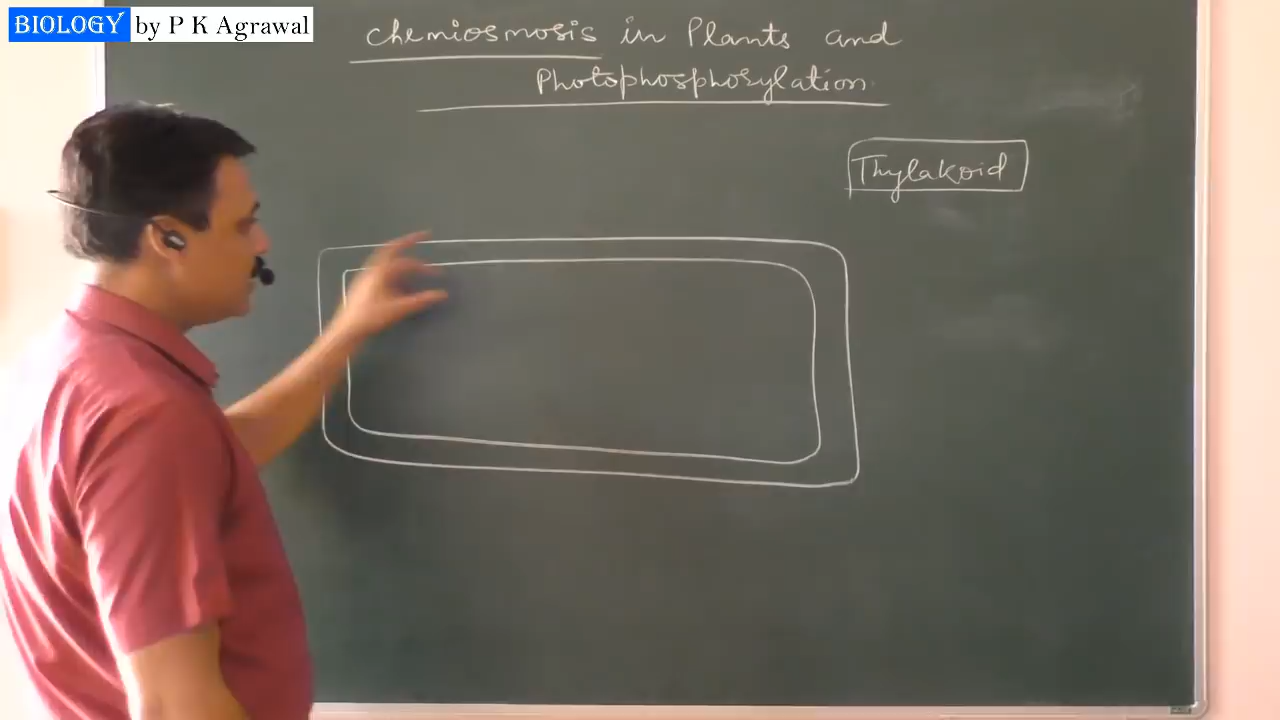 BIOLOGY by P K Agrawal
Chemiosmosis in Plants and
Photophosphorylation
Thylakoid